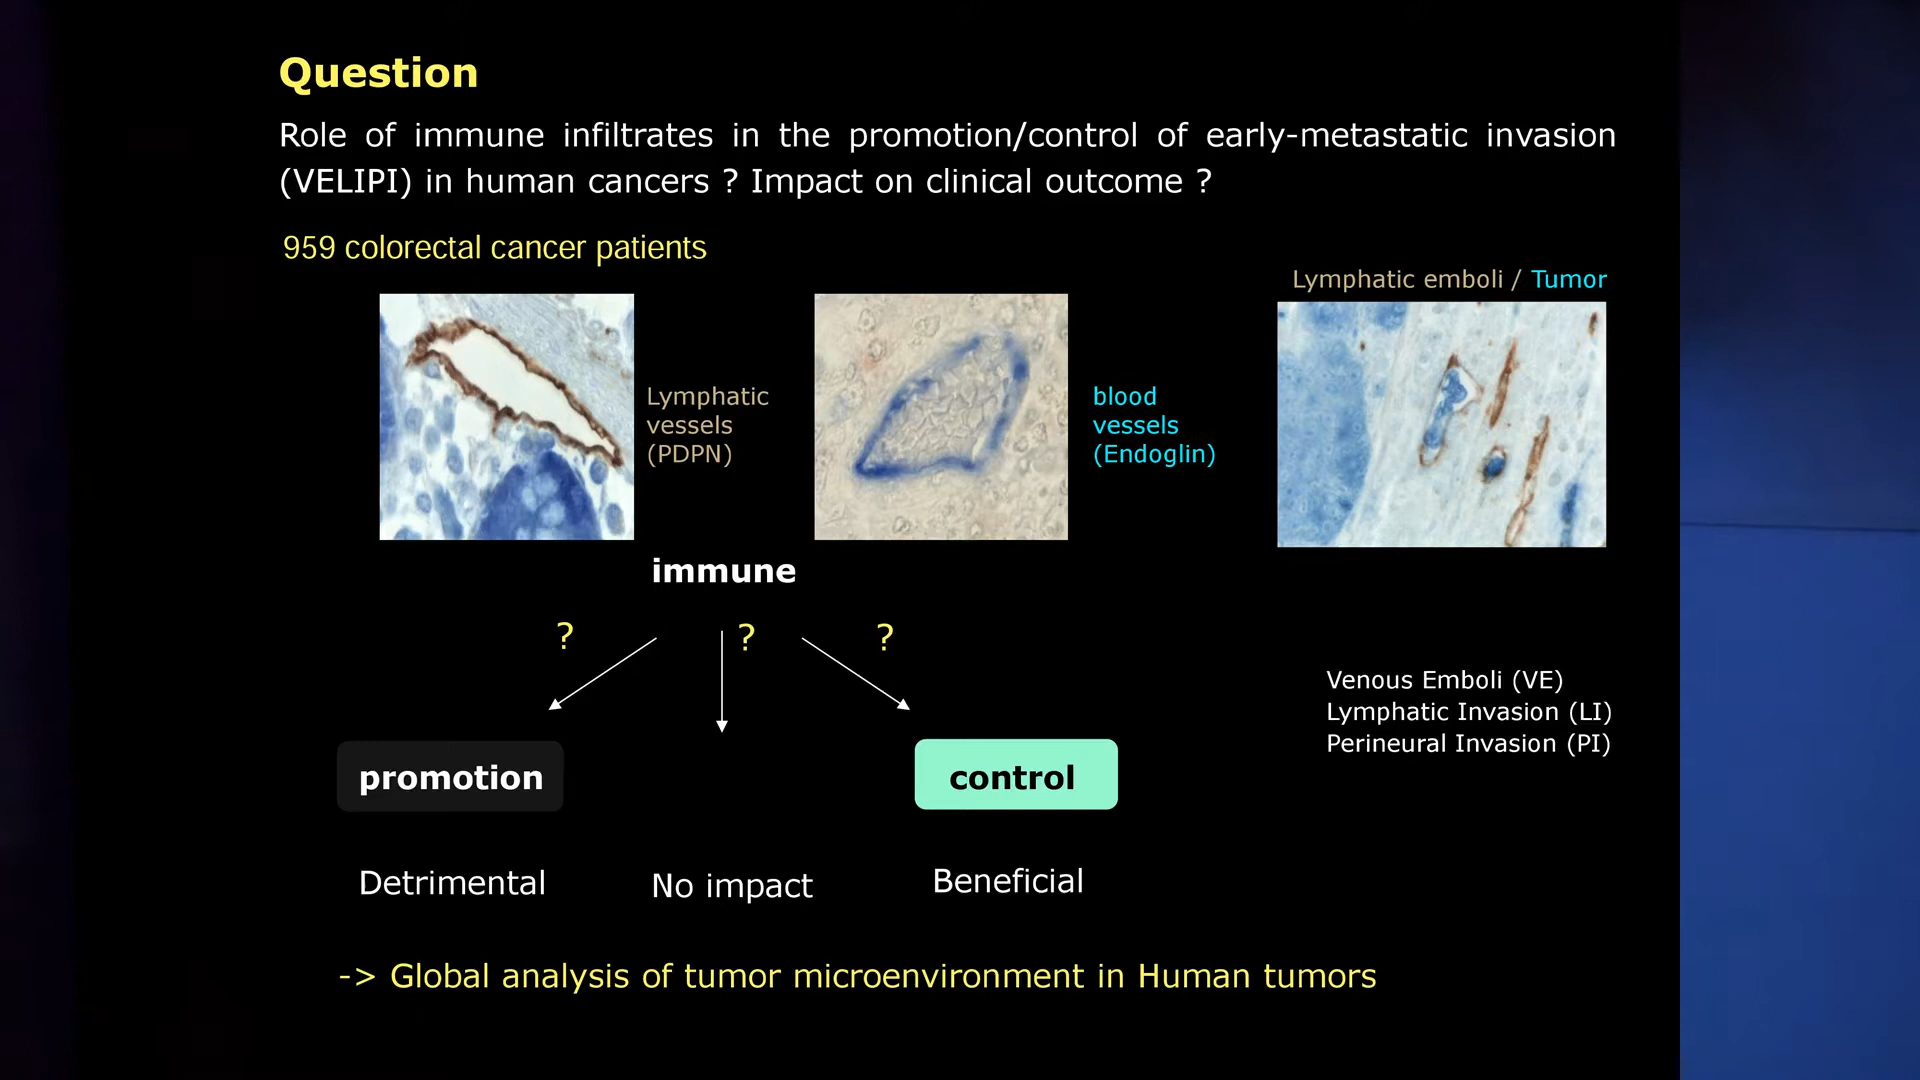 Question
Role of immune infiltrates in the promotion/control of early-metastatic invasion
(VELIPI) in human cancers ? Impact on clinical outcome ?
959 colorectal cancer patients
Lymphatic emboli / Tumor
Lymphatic
vessels
(PDPN)
blood
vessels
(Endoglin)
immune
? ? ?
Venous Emboli (VE)
Lymphatic Invasion (LI)
Perineural Invasion (PI)
promotion
control
Detrimental
No impact
Beneficial
-> Global analysis of tumor microenvironment in Human tumors